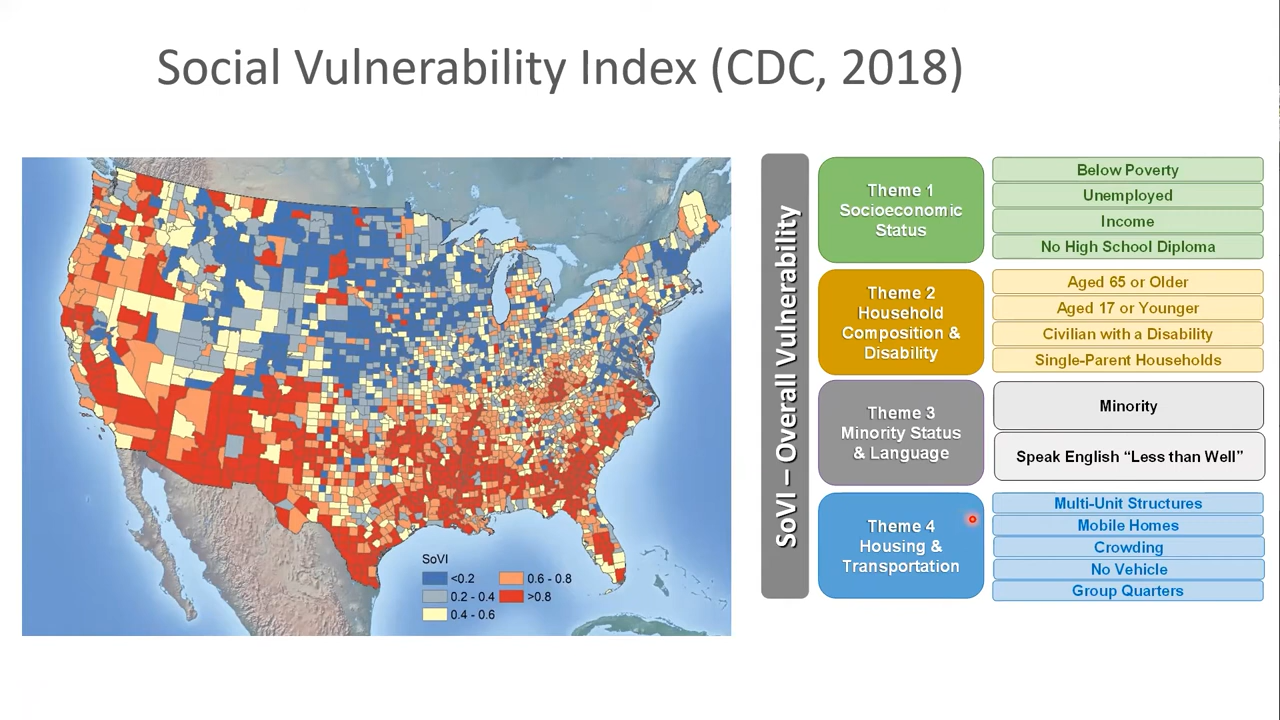 Social Vulnerability Index (CDC, 2018)
SoVI
<0.2
0.2 - 0.4
0.4 - 0.6
0.6 - 0.8
>0.8
SoVI – Overall Vulnerability
Theme 1
Socioeconomic
Status
Below Poverty
Unemployed
Income
No High School Diploma
Theme 2
Household
Composition &
Disability
Aged 65 or Older
Aged 17 or Younger
Civilian with a Disability
Single-Parent Households
Theme 3
Minority Status
& Language
Minority
Speak English “Less than Well”
Theme 4
Housing &
Transportation
Multi-Unit Structures
Mobile Homes
Crowding
No Vehicle
Group Quarters